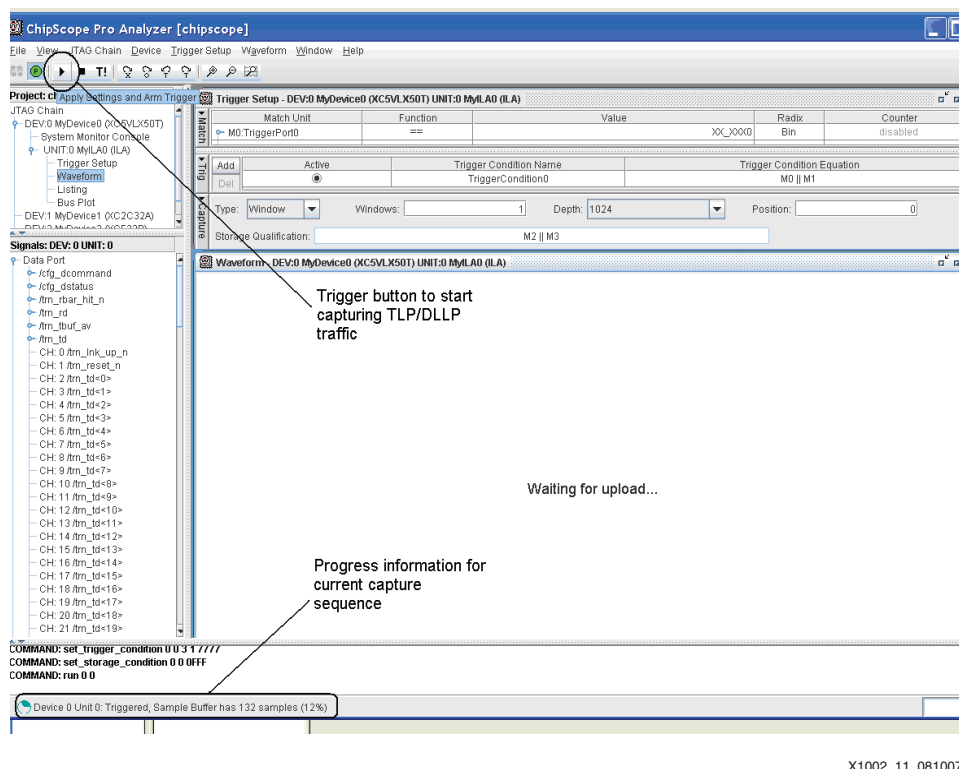 ChipScope Pro Analyzer [chipscope]
File View JTAG Chain Device Trigger Setup Waveform Window Help
T!
Project: ch
Apply Settings and Arm Trigger
JTAG Chain
DEV:0 MyDevice0 (XC5VLX50T)
System Monitor Console
UNIT:0 MyILA0 (ILA)
Trigger Setup
Waveform
Listing
Bus Plot
DEV:1 MyDevice1 (XC2C32A)
Signals: DEV: 0 UNIT: 0
Data Port
/cfg_dcommand
/cfg_dstatus
/trn_rbar_hit_n
/trn_rd
/trn_tbuf_av
/trn_td
CH: 0 /trn_lnk_up_n
CH: 1 /trn_reset_n
CH: 2 /trn_td<0>
CH: 3 /trn_td<1>
CH: 4 /trn_td<2>
CH: 5 /trn_td<3>
CH: 6 /trn_td<4>
CH: 7 /trn_td<5>
CH: 8 /trn_td<6>
CH: 9 /trn_td<7>
CH: 10 /trn_td<8>
CH: 11 /trn_td<9>
CH: 12 /trn_td<10>
CH: 13 /trn_td<11>
CH: 14 /trn_td<12>
CH: 15 /trn_td<13>
CH: 16 /trn_td<14>
CH: 17 /trn_td<15>
CH: 18 /trn_td<16>
CH: 19 /trn_td<17>
CH: 20 /trn_td<18>
CH: 21 /trn_td<19>
Trigger Setup - DEV:0 MyDevice0 (XC5VLX50T) UNIT:0 MyILA0 (ILA)
Match
Match Unit Function Value Radix Counter
M0:TriggerPort0 == XX_XXX0 Bin disabled
Trig
Add Active Trigger Condition Name Trigger Condition Equation
Del TriggerCondition0 M0 || M1
Capture
Type: Window Windows: 1 Depth: 1024 Position: 0
Storage Qualification: M2 || M3
Waveform - DEV:0 MyDevice0 (XC5VLX50T) UNIT:0 MyILA0 (ILA)
Trigger button to start
capturing TLP/DLLP
traffic
Waiting for upload...
Progress information for
current capture
sequence
COMMAND: set_trigger_condition 0 0 3 1 7777
COMMAND: set_storage_condition 0 0 0FFF
COMMAND: run 0 0
Device 0 Unit 0: Triggered, Sample Buffer has 132 samples (12%)
X1002_11_081007